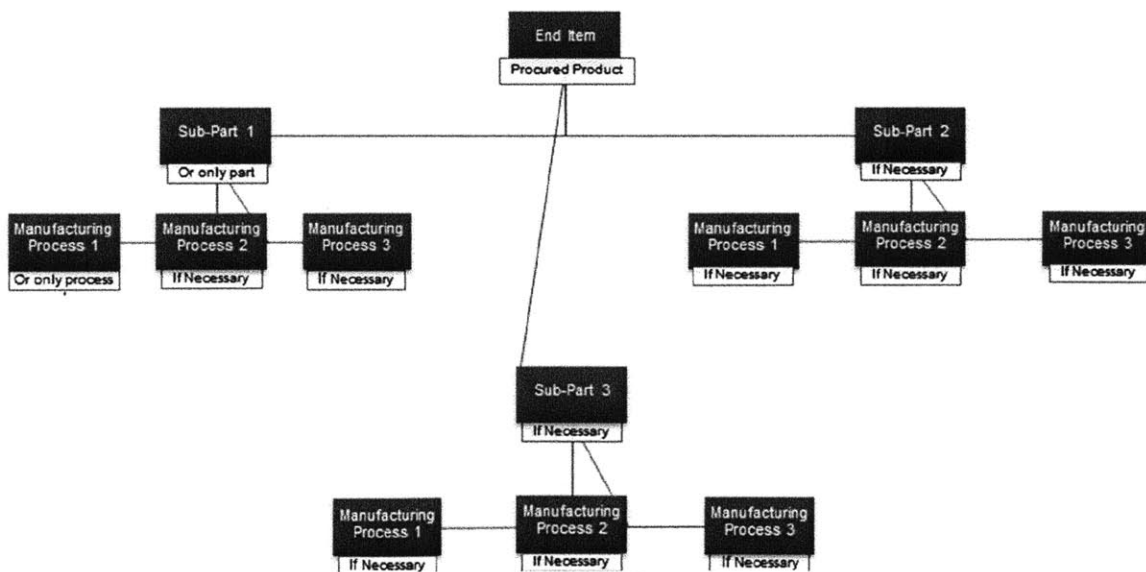 End Item
Procured Product
Sub-Part 1
Or only part
Sub-Part 2
If Necessary
Manufacturing
Process 1
Or only process
Manufacturing
Process 2
If Necessary
Manufacturing
Process 3
If Necessary
Manufacturing
Process 1
If Necessary
Manufacturing
Process 2
If Necessary
Manufacturing
Process 3
If Necessary
Sub-Part 3
If Necessary
Manufacturing
Process 1
If Necessary
Manufacturing
Process 2
If Necessary
Manufacturing
Process 3
If Necessary